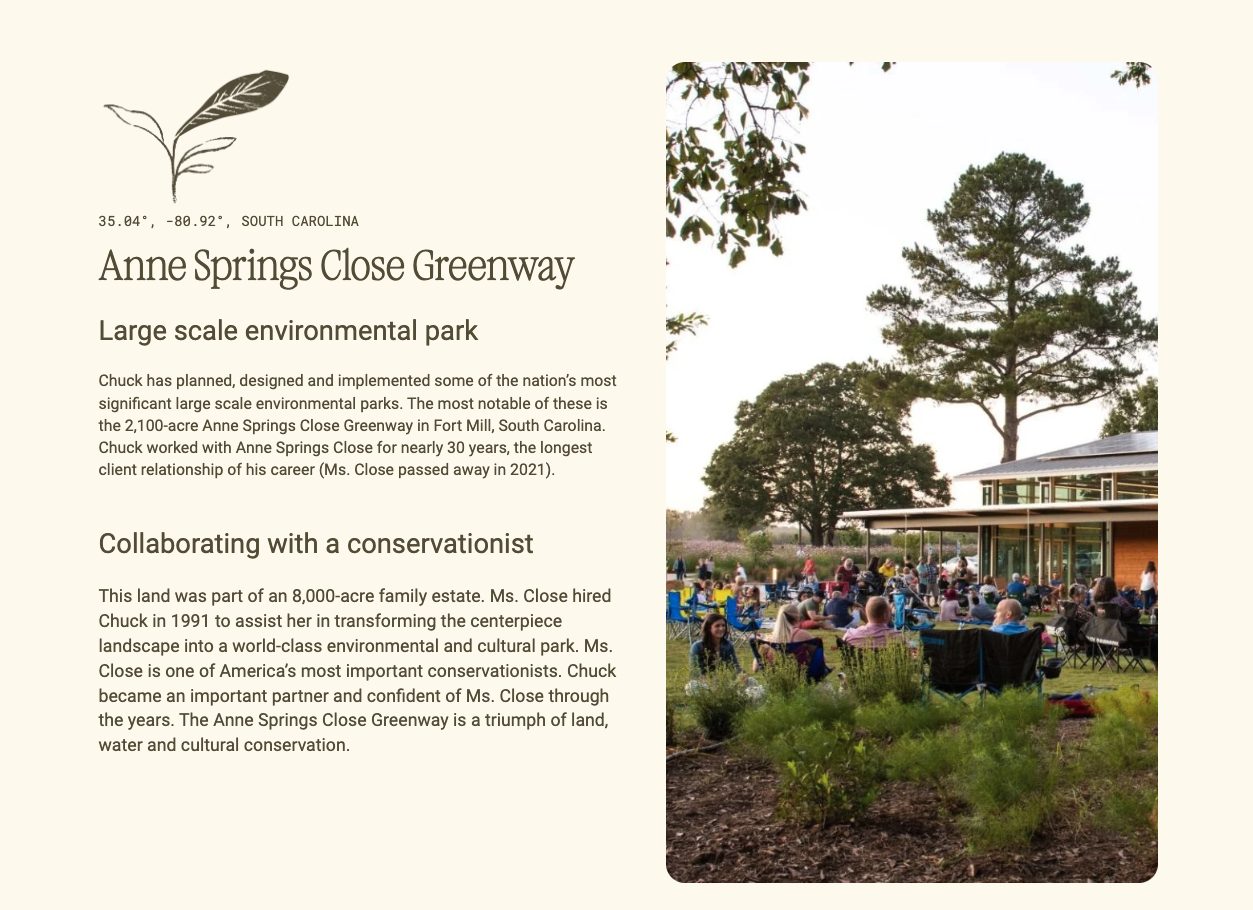 35.04°, -80.92°, SOUTH CAROLINA
Anne Springs Close Greenway
Large scale environmental park
Chuck has planned, designed and implemented some of the nation’s most
significant large scale environmental parks. The most notable of these is
the 2,100-acre Anne Springs Close Greenway in Fort Mill, South Carolina.
Chuck worked with Anne Springs Close for nearly 30 years, the longest
client relationship of his career (Ms. Close passed away in 2021).
Collaborating with a conservationist
This land was part of an 8,000-acre family estate. Ms. Close hired
Chuck in 1991 to assist her in transforming the centerpiece
landscape into a world-class environmental and cultural park. Ms.
Close is one of America’s most important conservationists. Chuck
became an important partner and confident of Ms. Close through
the years. The Anne Springs Close Greenway is a triumph of land,
water and cultural conservation.